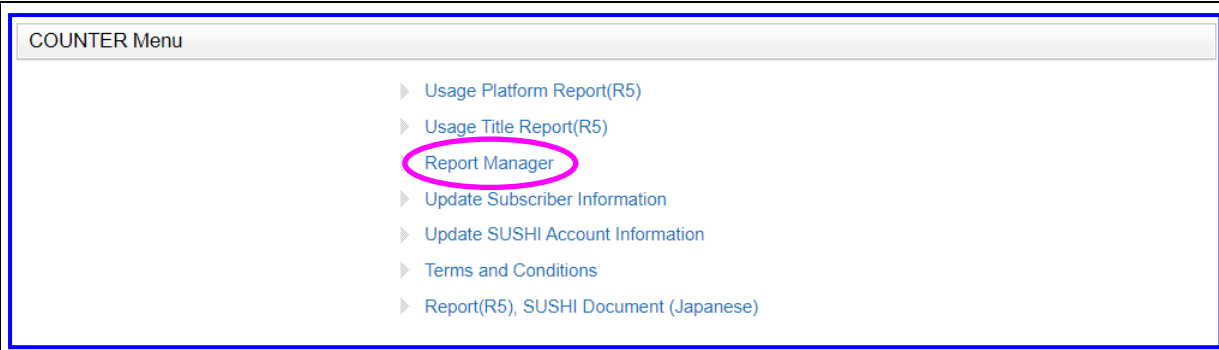 COUNTER Menu
Usage Platform Report(R5)
Usage Title Report(R5)
Report Manager
Update Subscriber Information
Update SUSHI Account Information
Terms and Conditions
Report(R5), SUSHI Document (Japanese)